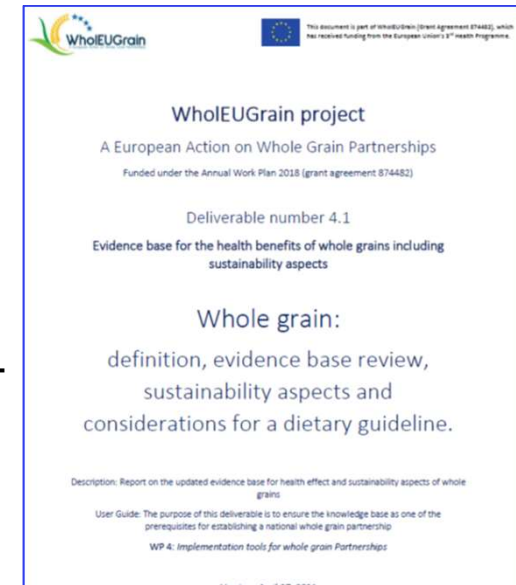 WholEUGrain
This document is part of WholEUGrain (Grant Agreement 874482), which
has received funding from the European Union's 3rd Health Programme.
WholEUGrain project
A European Action on Whole Grain Partnerships
Funded under the Annual Work Plan 2018 (grant agreement 874482)
Deliverable number 4.1
Evidence base for the health benefits of whole grains including
sustainability aspects
Whole grain:
definition, evidence base review,
sustainability aspects and
considerations for a dietary guideline.
Description: Report on the updated evidence base for health effect and sustainability aspects of whole
grains
User Guide: The purpose of this deliverable is to ensure the knowledge base as one of the
prerequisites for establishing a national whole grain partnership
WP 4: Implementation tools for whole grain Partnerships